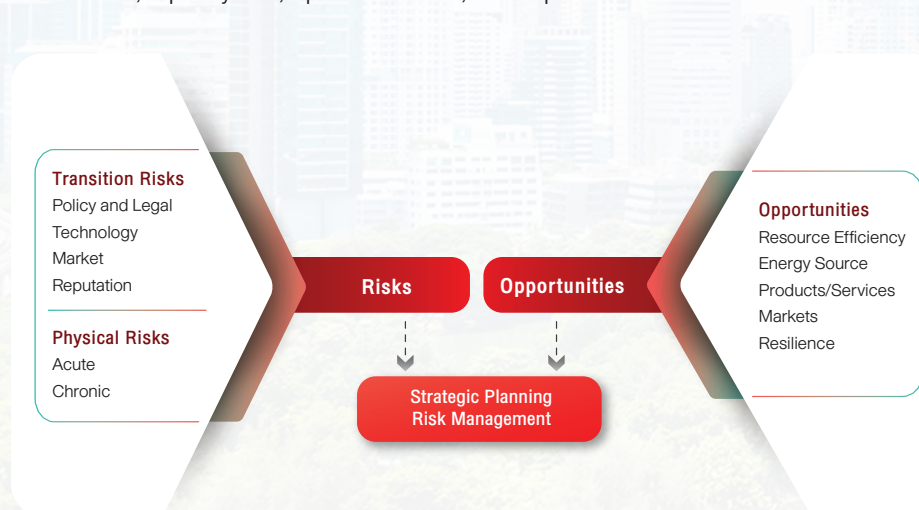 Transition Risks
Policy and Legal
Technology
Market
Reputation
Physical Risks
Acute
Chronic
Risks
Opportunities
Strategic Planning
Risk Management
Opportunities
Resource Efficiency
Energy Source
Products/Services
Markets
Resilience